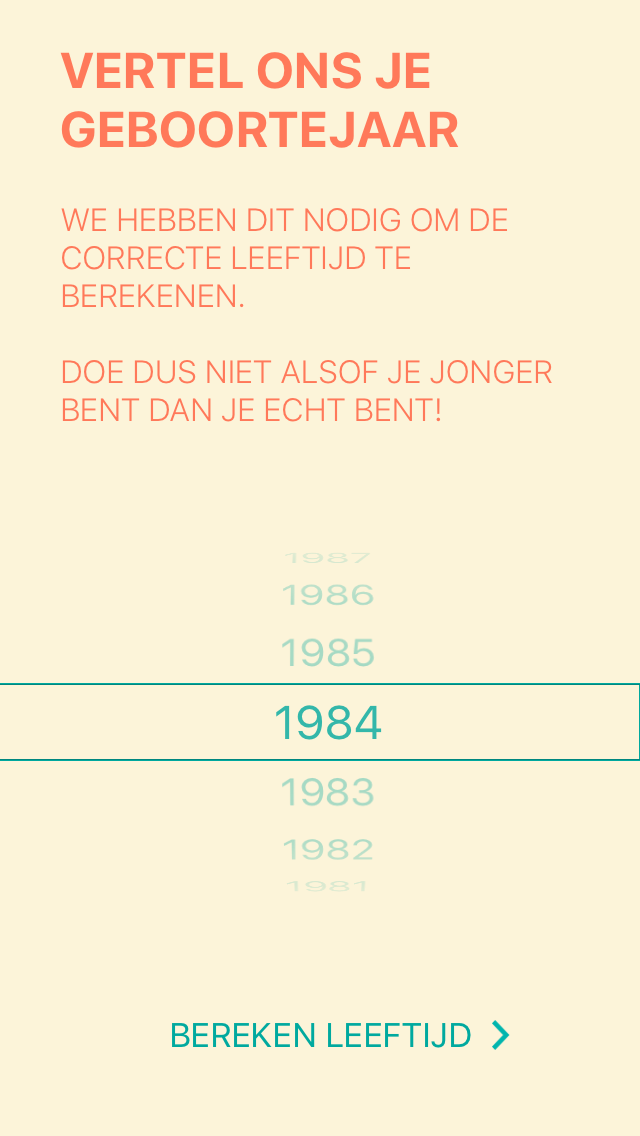 VERTEL ONS JE
GEBOORTEJAAR
WE HEBBEN DIT NODIG OM DE
CORRECTE LEEFTIJD TE
BEREKENEN.
DOE DUS NIET ALSOF JE JONGER
BENT DAN JE ECHT BENT!
1987
1986
1985
1984
1983
1982
1981
BEREKEN LEEFTIJD